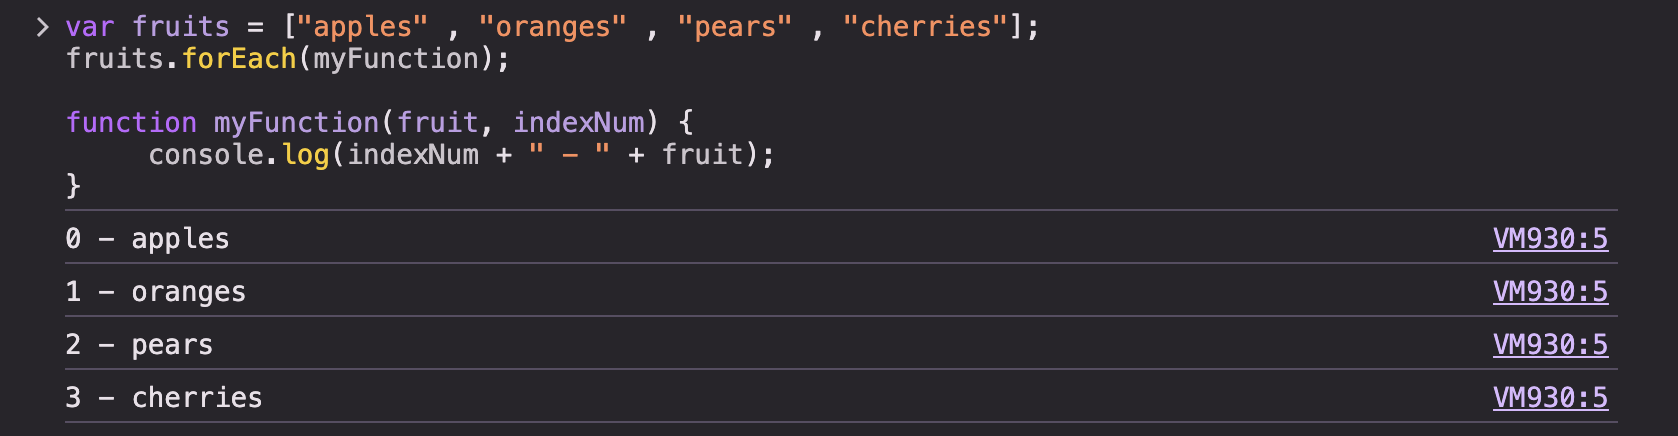 > var fruits = ["apples" , "oranges" , "pears" , "cherries"];
fruits.forEach(myFunction);
function myFunction(fruit, indexNum) {
     console.log(indexNum + " - " + fruit);
}
0 - apples VM930:5
1 - oranges VM930:5
2 - pears VM930:5
3 - cherries VM930:5